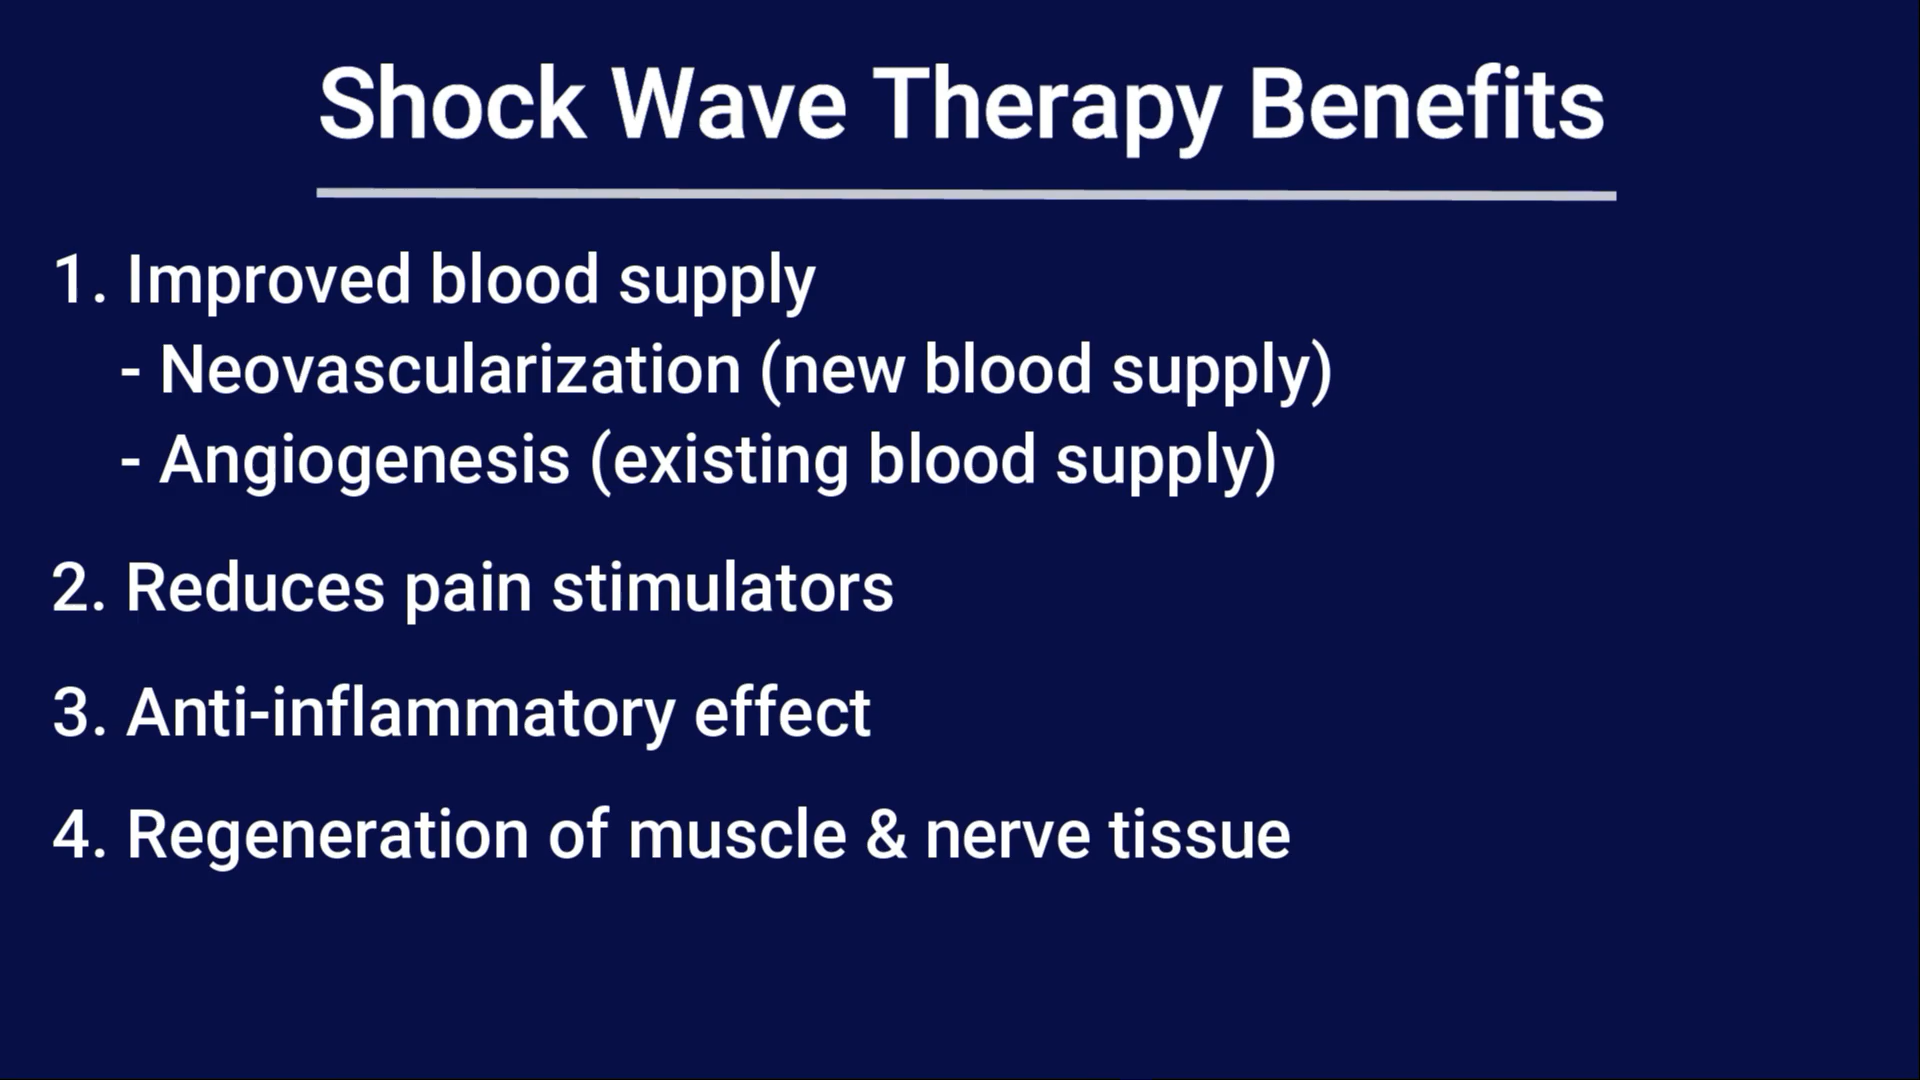 Shock Wave Therapy Benefits
1. Improved blood supply
- Neovascularization (new blood supply)
- Angiogenesis (existing blood supply)
2. Reduces pain stimulators
3. Anti-inflammatory effect
4. Regeneration of muscle & nerve tissue